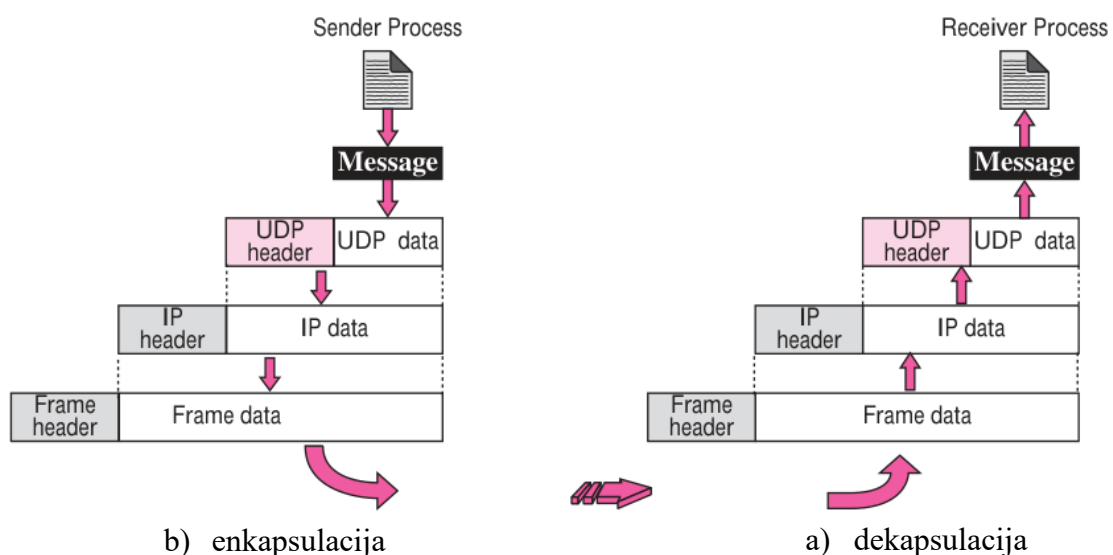 Sender Process
Message
UDP header
UDP data
IP header
IP data
Frame header
Frame data
b) enkapsulacija
Receiver Process
Message
UDP header
UDP data
IP header
IP data
Frame header
Frame data
a) dekapsulacija